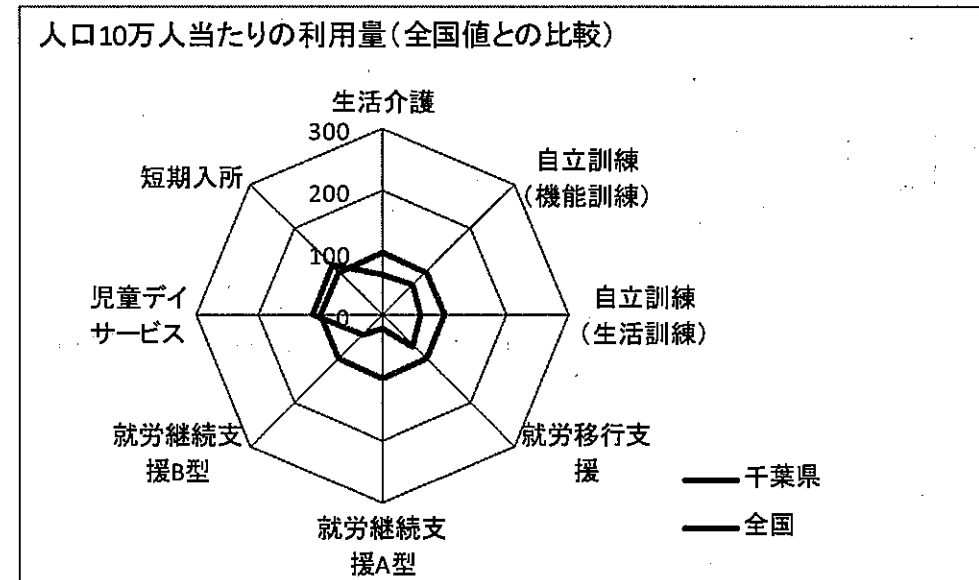 人口10万人当たりの利用量(全国値との比較)
生活介護
300
200
100
0
自立訓練
(機能訓練)
自立訓練
(生活訓練)
就労移行支
援
就労継続支
援A型
就労継続支
援B型
児童デイ
サービス
短期入所
千葉県
全国